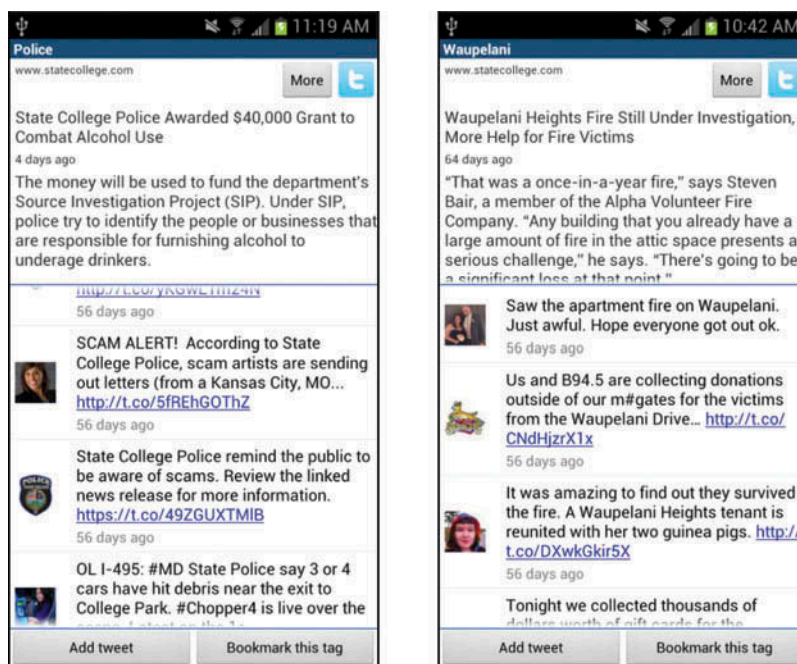 11:19 AM
Police
www.statecollege.com
More
State College Police Awarded $40,000 Grant to
Combat Alcohol Use
4 days ago
The money will be used to fund the department's
Source Investigation Project (SIP). Under SIP,
police try to identify the people or businesses that
are responsible for furnishing alcohol to
underage drinkers.
56 days ago
SCAM ALERT! According to State
College Police, scam artists are sending
out letters (from a Kansas City, MO...
http://t.co/5fREhGOThZ
56 days ago
State College Police remind the public to
be aware of scams. Review the linked
news release for more information.
https://t.co/49ZGUXTMIB
56 days ago
OL I-495: #MD State Police say 3 or 4
cars have hit debris near the exit to
College Park. #Chopper4 is live over the
Add tweet
Bookmark this tag
10:42 AM
Waupelani
www.statecollege.com
More
Waupelani Heights Fire Still Under Investigation,
More Help for Fire Victims
64 days ago
“That was a once-in-a-year fire,” says Steven
Bair, a member of the Alpha Volunteer Fire
Company. “Any building that you already have a
large amount of fire in the attic space presents a
serious challenge,” he says. “There's going to be
a significant loss at that point.”
Saw the apartment fire on Waupelani.
Just awful. Hope everyone got out ok.
56 days ago
Us and B94.5 are collecting donations
outside of our m#gates for the victims
from the Waupelani Drive... http://t.co/
CNdHjzrX1x
56 days ago
It was amazing to find out they survived
the fire. A Waupelani Heights tenant is
reunited with her two guinea pigs. http:/
t.co/DXwkGkir5X
56 days ago
Tonight we collected thousands of
dollars worth of gift cards for the
Add tweet
Bookmark this tag